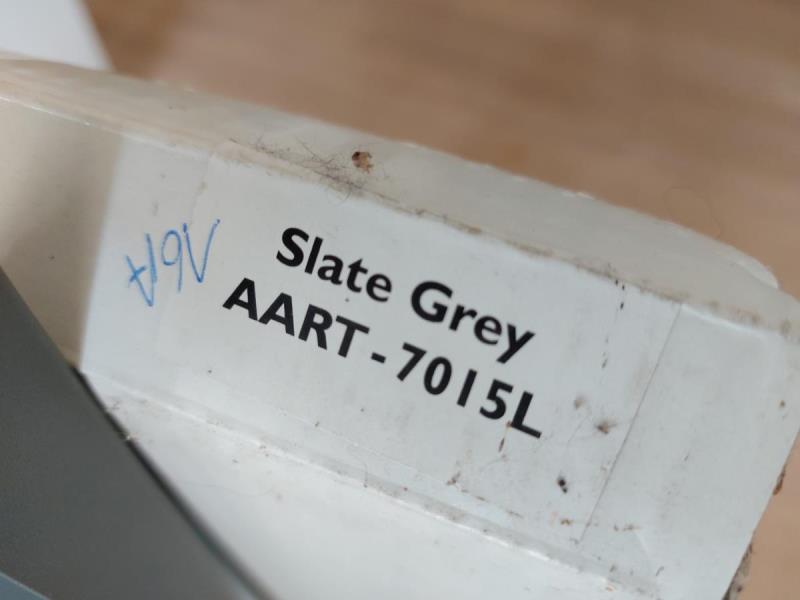 Slate Grey
AART - 7015L